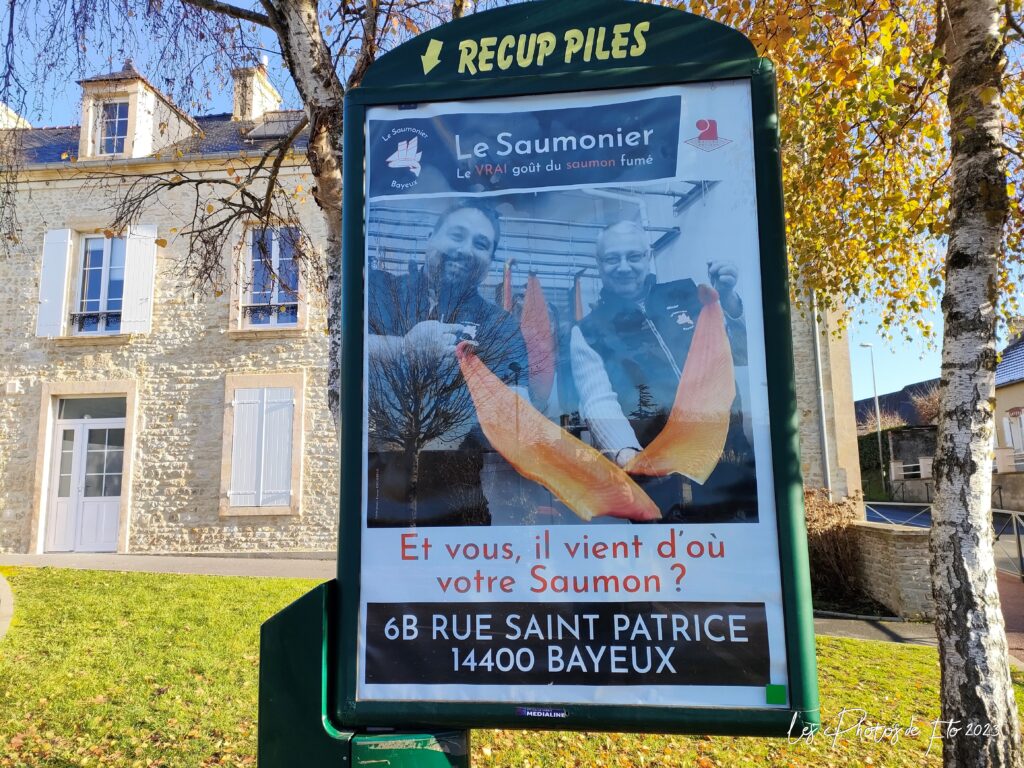 RECUP PILES
Le Saumonier
Bayeux
Le Saumonier
Le VRAI goût du saumon fumé
Et vous, il vient d'où
votre Saumon ?
6B RUE SAINT PATRICE
14400 BAYEUX
MEDIALINE
Les Photos de Flo 2023